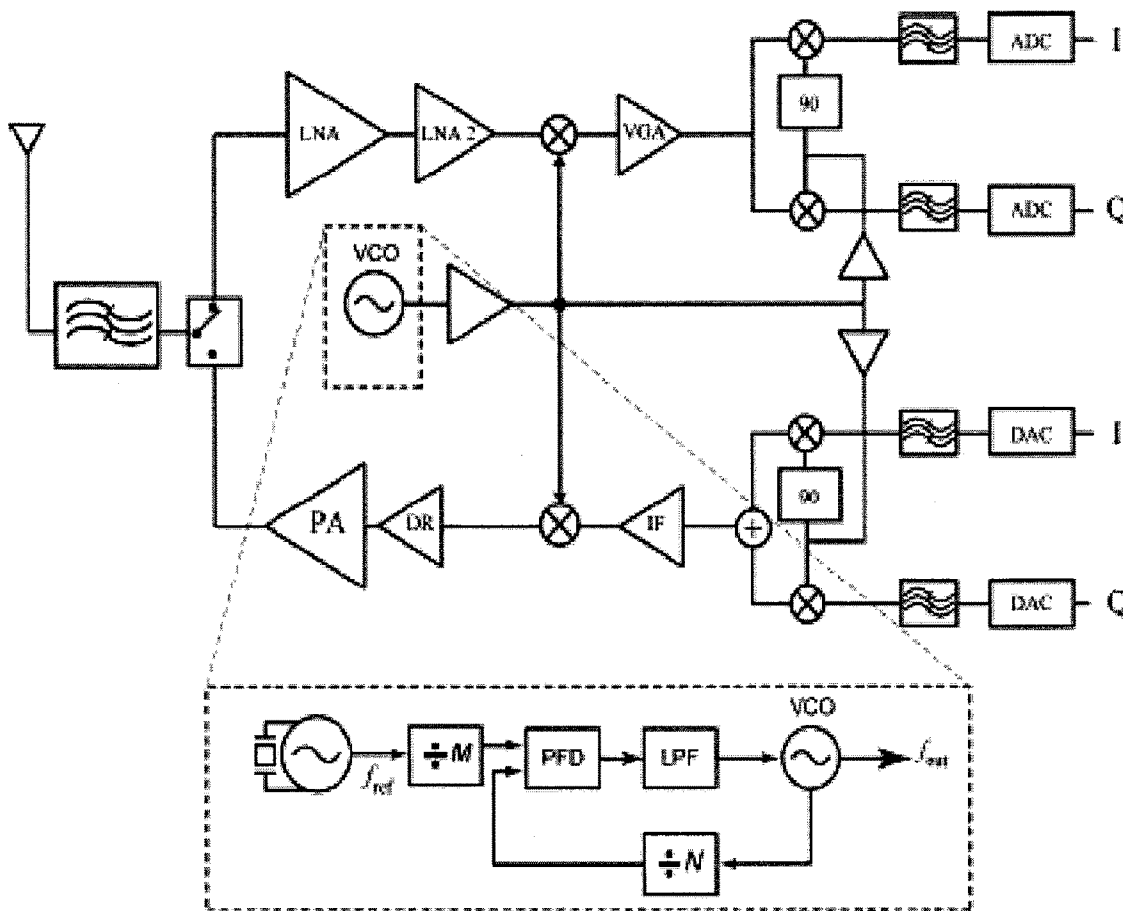 ADC I
90
LNA LNA 2 VGA
ADC Q
VCO
DAC I
90
PA DR IF +
DAC Q
VCO
f_ref ÷ M PFD LPF f_out
÷ N